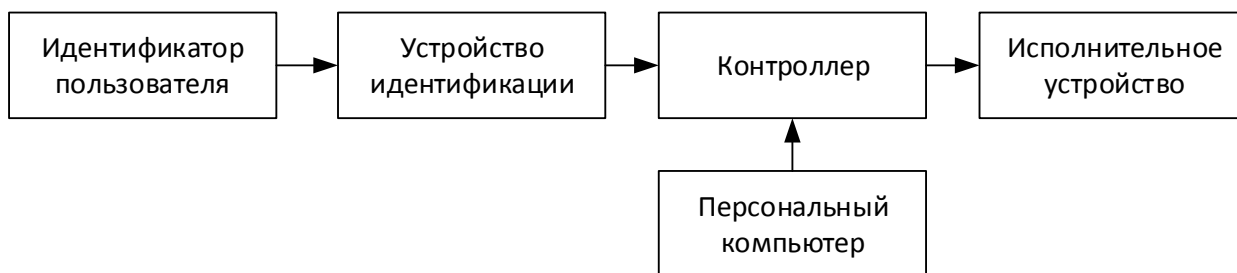 Идентификатор
пользователя
Устройство
идентификации
Контроллер
Исполнительное
устройство
Персональный
компьютер